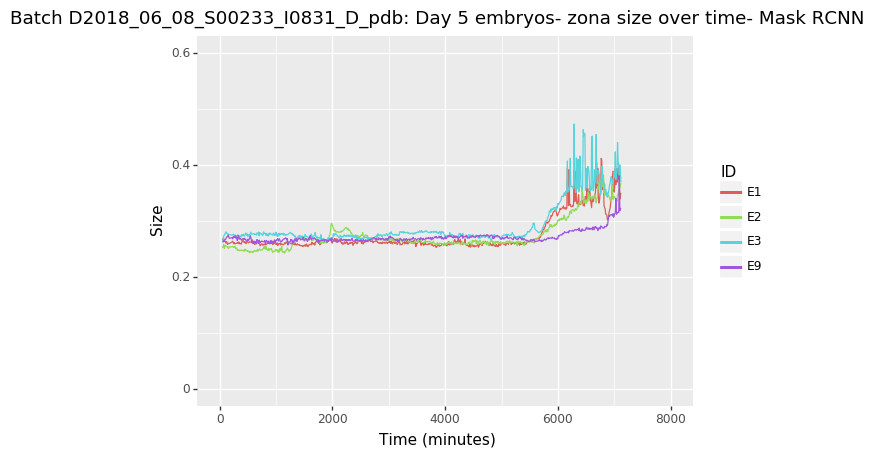 Batch D2018_06_08_S00233_I0831_D_pdb: Day 5 embryos- zona size over time- Mask RCNN
0.6
0.4
0.2
0
Size
0
2000
4000
6000
8000
Time (minutes)
ID
E1
E2
E3
E9